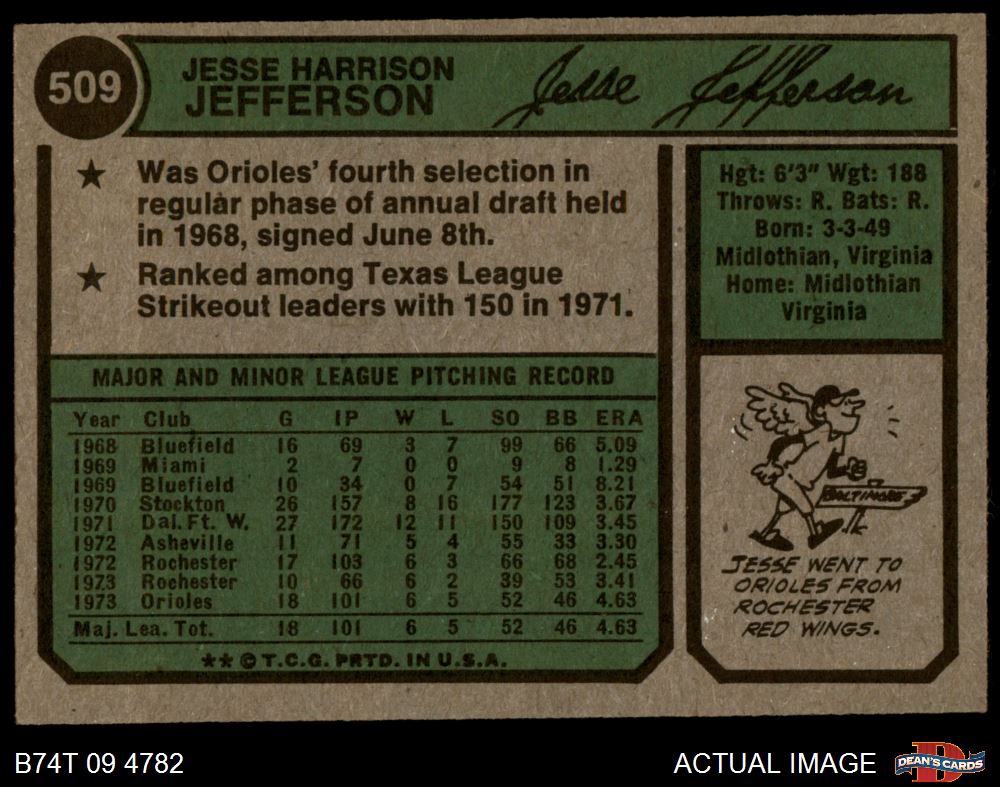 509
JESSE HARRISON
JEFFERSON
Jesse Jefferson
★ Was Orioles' fourth selection in
regular phase of annual draft held
in 1968, signed June 8th.
★ Ranked among Texas League
Strikeout leaders with 150 in 1971.
Hgt: 6'3" Wgt: 188
Throws: R. Bats: R.
Born: 3-3-49
Midlothian, Virginia
Home: Midlothian
Virginia
MAJOR AND MINOR LEAGUE PITCHING RECORD
Year Club G IP W L SO BB ERA
1968 Bluefield 16 69 3 7 99 66 5.09
1969 Miami 2 7 0 0 9 8 1.29
1969 Bluefield 10 34 0 7 54 51 8.21
1970 Stockton 26 157 8 16 177 123 3.67
1971 Dal. Ft. W. 27 172 12 11 150 109 3.45
1972 Asheville 11 71 5 4 55 33 3.30
1972 Rochester 17 103 6 3 66 68 2.45
1973 Rochester 10 66 6 2 39 53 3.41
1973 Orioles 18 101 6 5 52 46 4.63
Maj. Lea. Tot. 18 101 6 5 52 46 4.63
★★ © T.C.G. PRTD. IN U.S.A.
BALTIMORE
JESSE WENT TO
ORIOLES FROM
ROCHESTER
RED WINGS.
B74T 09 4782
ACTUAL IMAGE
D
DEAN'S CARDS